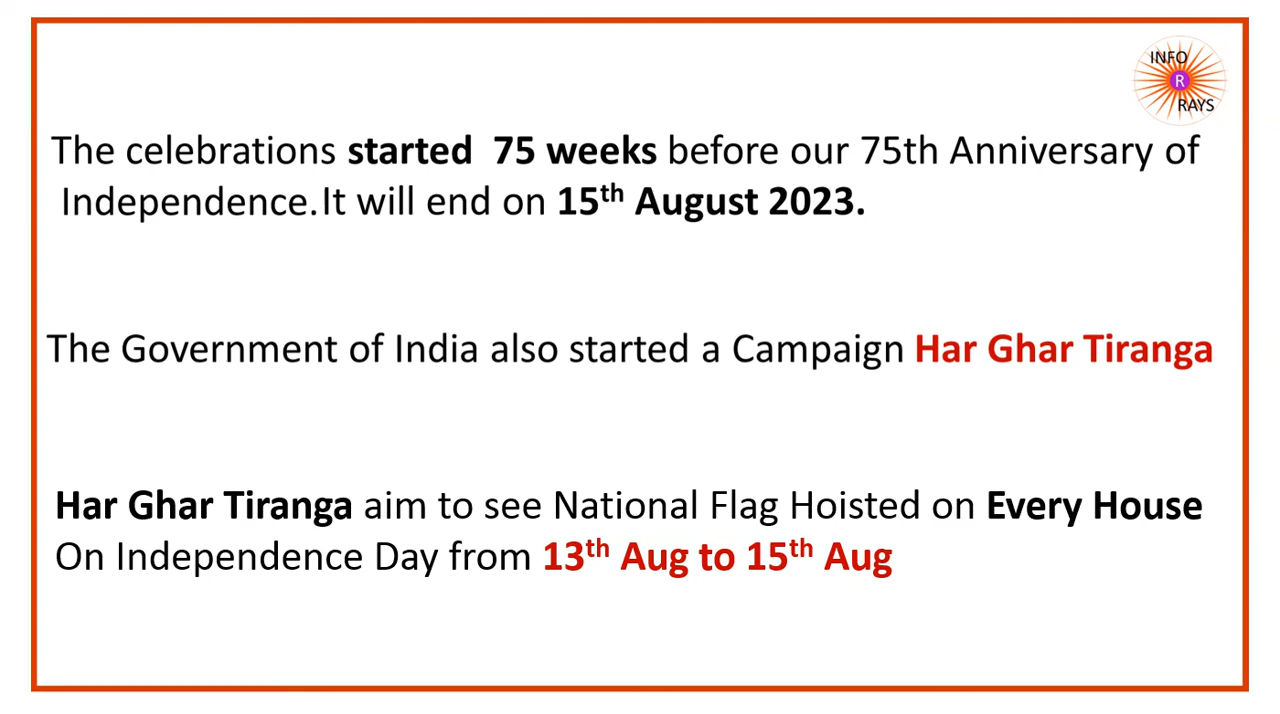 INFO
R
RAYS
The celebrations started 75 weeks before our 75th Anniversary of
Independence. It will end on 15th August 2023.
The Government of India also started a Campaign Har Ghar Tiranga
Har Ghar Tiranga aim to see National Flag Hoisted on Every House
On Independence Day from 13th Aug to 15th Aug